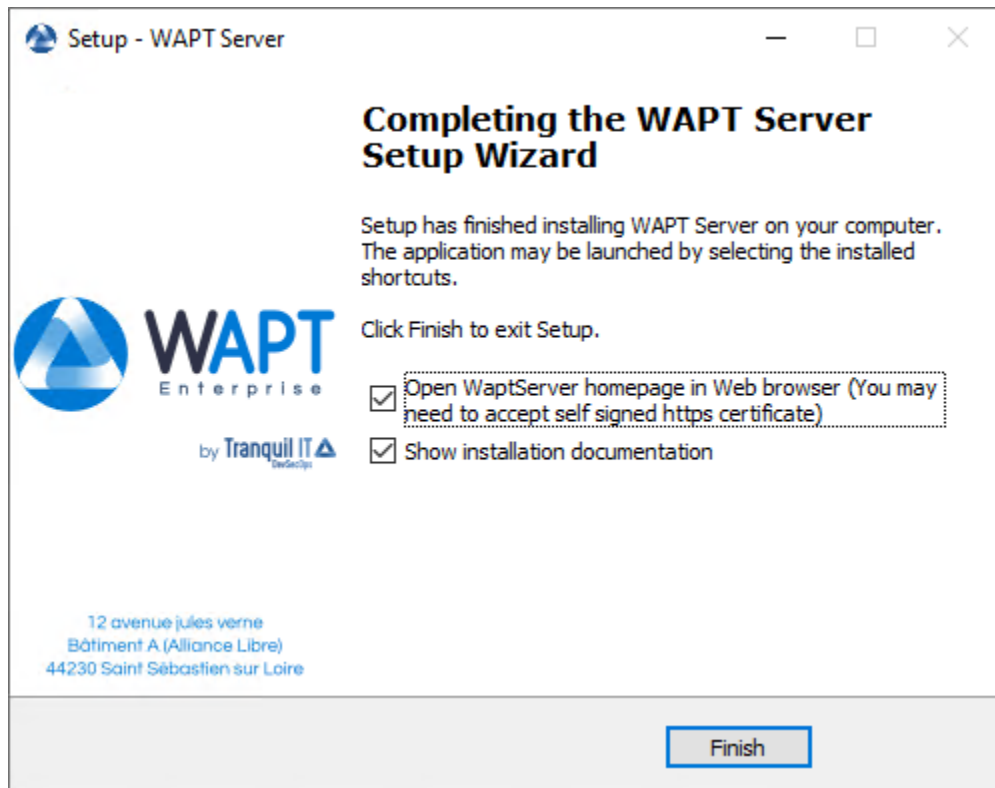 Setup - WAPT Server
Completing the WAPT Server
Setup Wizard
Setup has finished installing WAPT Server on your computer.
The application may be launched by selecting the installed
shortcuts.
Click Finish to exit Setup.
WAPT
Enterprise
by Tranquil IT
DevSecOps
Open WaptServer homepage in Web browser (You may
need to accept self signed https certificate)
Show installation documentation
12 avenue jules verne
Bâtiment A (Alliance Libre)
44230 Saint Sébastien sur Loire
Finish